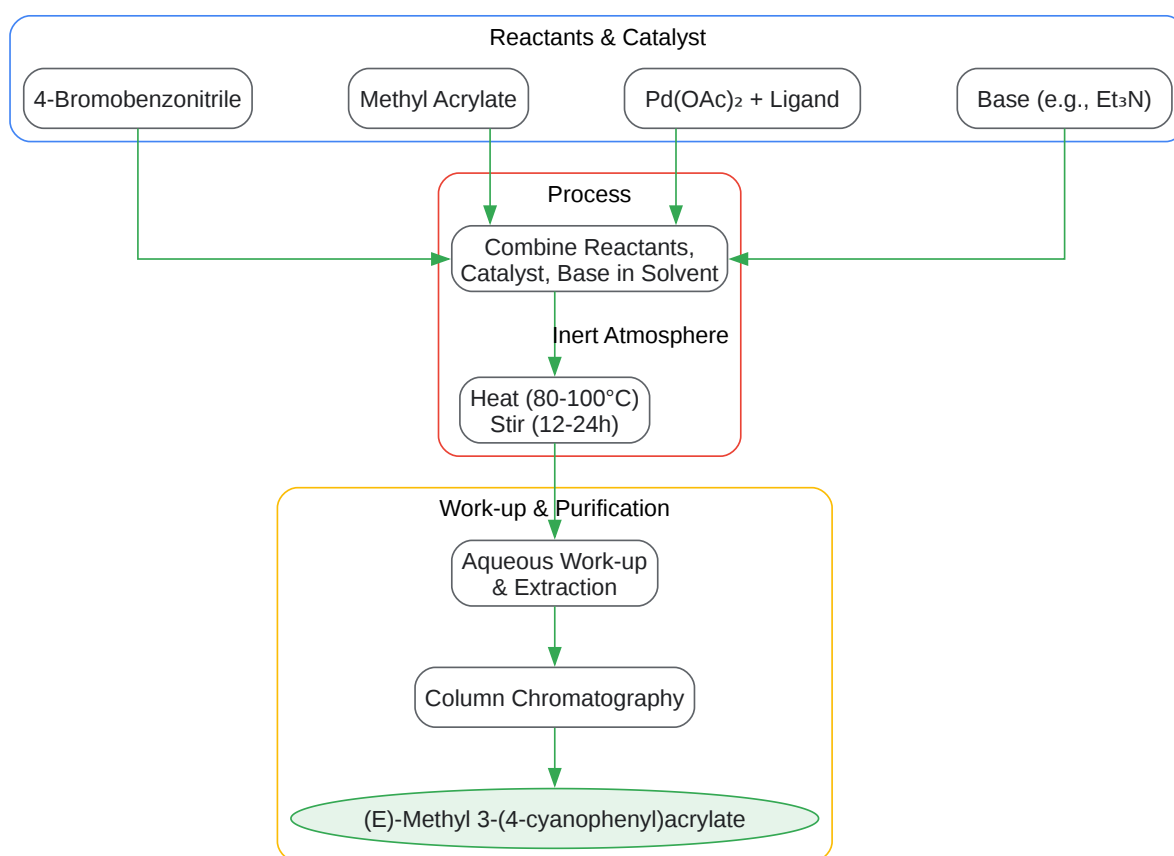 Reactants & Catalyst
4-Bromobenzonitrile
Methyl Acrylate
Pd(OAc)₂ + Ligand
Base (e.g., Et₃N)
Process
Combine Reactants,
Catalyst, Base in Solvent
Inert Atmosphere
Heat (80-100°C)
Stir (12-24h)
Work-up & Purification
Aqueous Work-up
& Extraction
Column Chromatography
(E)-Methyl 3-(4-cyanophenyl)acrylate